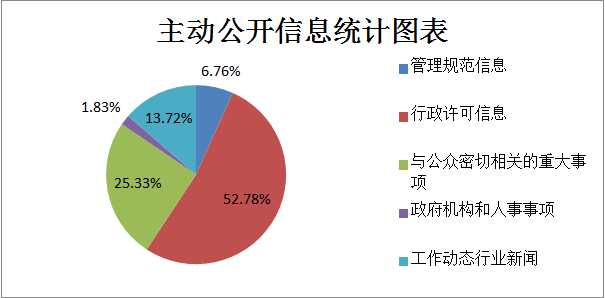 主动公开信息统计图表
6.76%
1.83%
13.72%
25.33%
52.78%
管理规范信息
行政许可信息
与公众密切相关的重大事
项
政府机构和人事事项
工作动态行业新闻